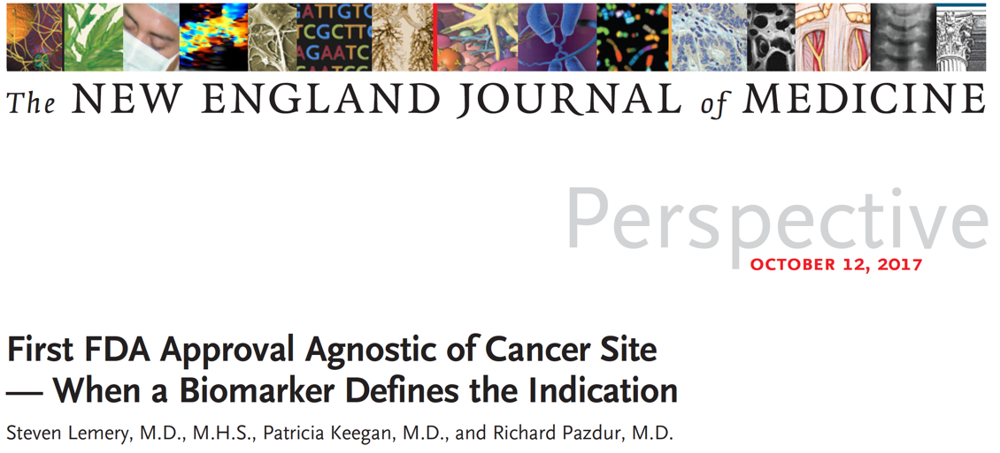 ATTGTC
TCGCTT
AGAATC
The NEW ENGLAND JOURNAL of MEDICINE
Perspective
OCTOBER 12, 2017
First FDA Approval Agnostic of Cancer Site
— When a Biomarker Defines the Indication
Steven Lemery, M.D., M.H.S., Patricia Keegan, M.D., and Richard Pazdur, M.D.